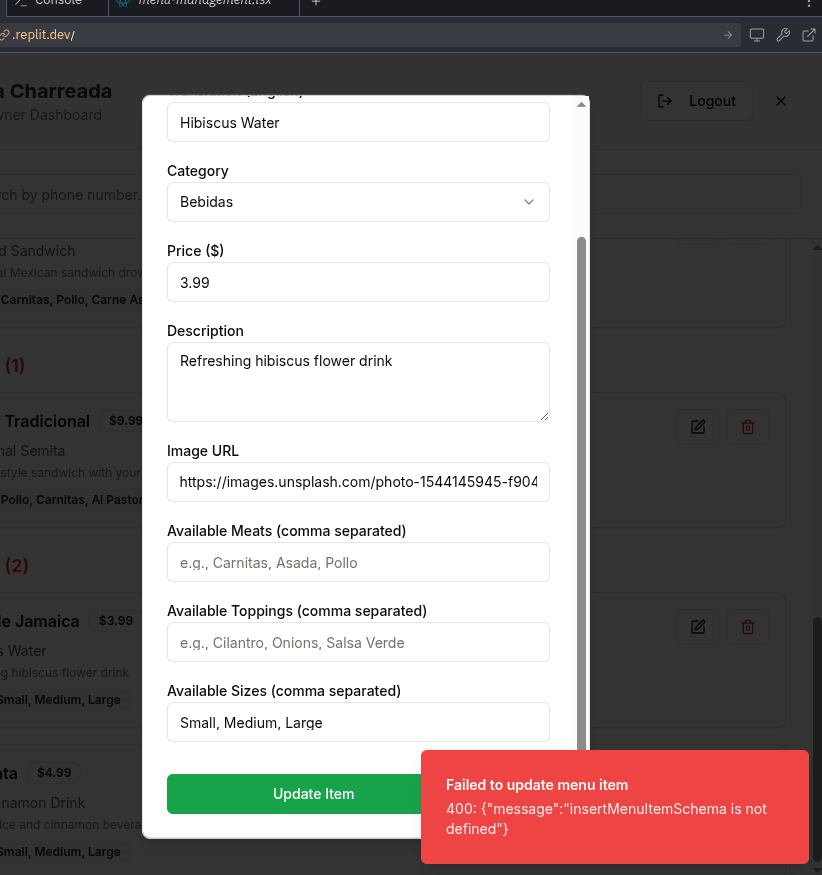 Console
menu-management.tsx
.replit.dev/
a Charreada
wner Dashboard
Logout
rch by phone number.
Hibiscus Water
Category
Bebidas
Price ($)
3.99
Description
Refreshing hibiscus flower drink
Image URL
https://images.unsplash.com/photo-1544145945-f904
Available Meats (comma separated)
e.g., Carnitas, Asada, Pollo
Available Toppings (comma separated)
e.g., Cilantro, Onions, Salsa Verde
Available Sizes (comma separated)
Small, Medium, Large
Update Item
d Sandwich
al Mexican sandwich drow
Carnitas, Pollo, Carne As
(1)
Tradicional $9.99
nal Semita
style sandwich with your
Pollo, Carnitas, Al Pastor
(2)
e Jamaica $3.99
s Water
g hibiscus flower drink
Small, Medium, Large
ata $4.99
nnamon Drink
ice and cinnamon bevera
Small, Medium, Large
Failed to update menu item
400: {"message":"insertMenuItemSchema is not
defined"}